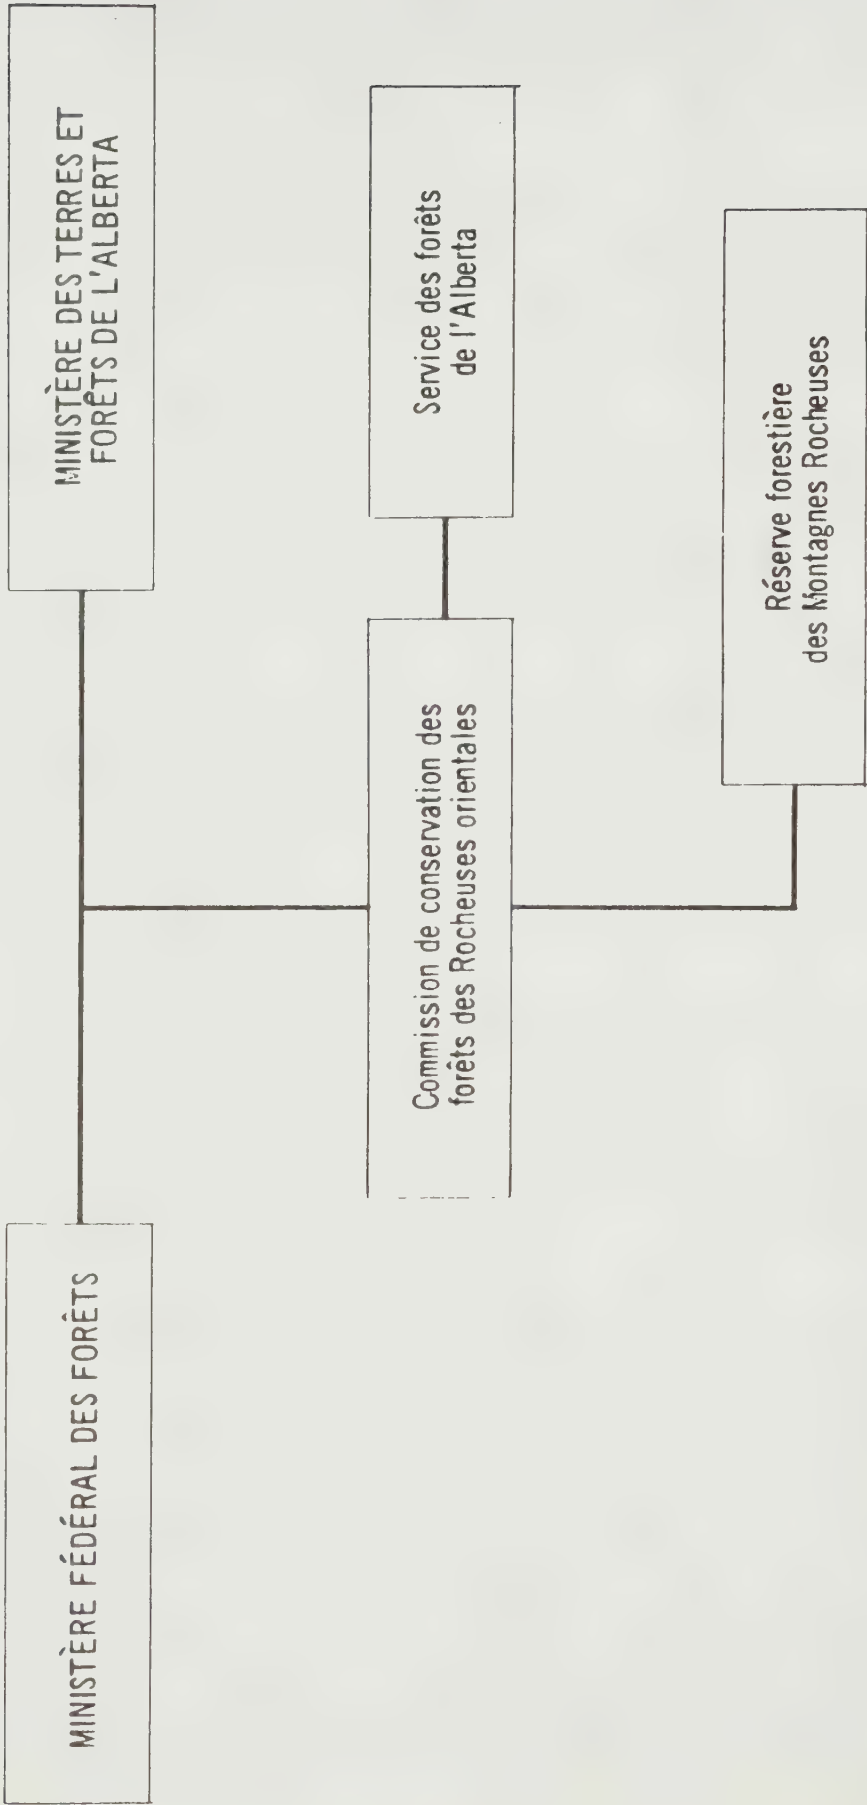 MINISTÈRE FÉDÉRAL DES FORÊTS
MINISTÈRE DES TERRES ET
FORÊTS DE L'ALBERTA
Commission de conservation des
forêts des Rocheuses orientales
Service des forêts
de l'Alberta
Réserve forestière
des Montagnes Rocheuses